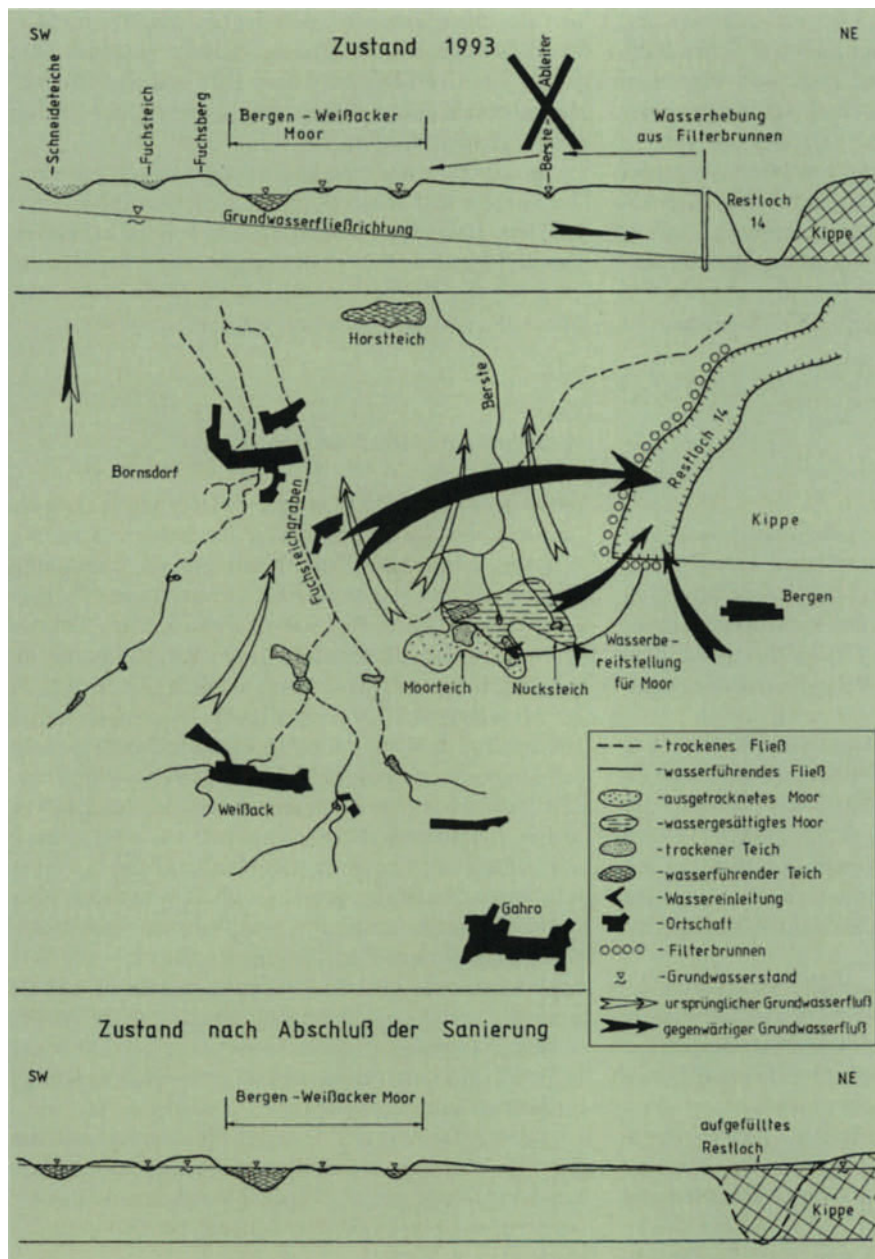 SW
Zustand 1993
NE
Schneideteiche
Fuchsteich
Fuchsberg
Bergen - Weißacker
Moor
Berste-
Ableiter
Wasserhebung
aus Filterbrunnen
Grundwasserfließrichtung
Restloch
14
Kippe
Horstteich
Berste
Restloch 14
Bornsdorf
Fuchsteichgraben
Kippe
Bergen
Moorteich
Nucksteich
Wasserbe-
reitstellung
für Moor
Weißack
Gahro
-trockenes Fließ
-wasserführendes Fließ
-ausgetrocknetes Moor
-wassergesättigtes Moor
-trockener Teich
-wasserführender Teich
-Wassereinleitung
-Ortschaft
-Filterbrunnen
-Grundwasserstand
ursprünglicher Grundwasserfluß
gegenwärtiger Grundwasserfluß
Zustand nach Abschluß der Sanierung
SW
NE
Bergen - Weißacker Moor
aufgefülltes
Restloch
Kippe